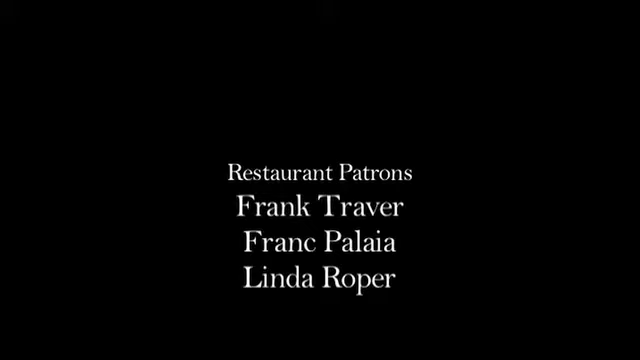 Restaurant Patrons
Frank Traver
Franc Palaia
Linda Roper